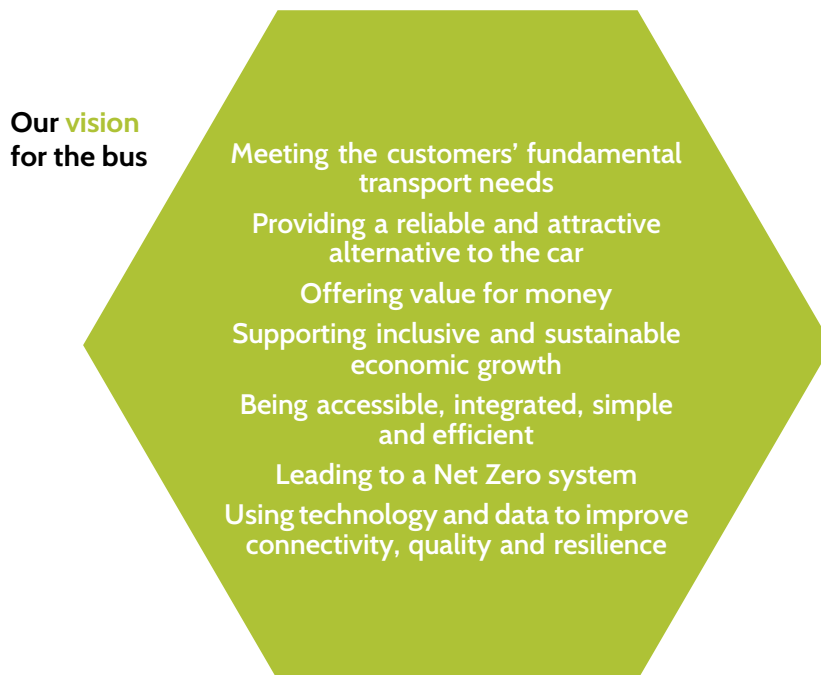 Our vision
for the bus
Meeting the customers’ fundamental
transport needs
Providing a reliable and attractive
alternative to the car
Offering value for money
Supporting inclusive and sustainable
economic growth
Being accessible, integrated, simple
and efficient
Leading to a Net Zero system
Using technology and data to improve
connectivity, quality and resilience